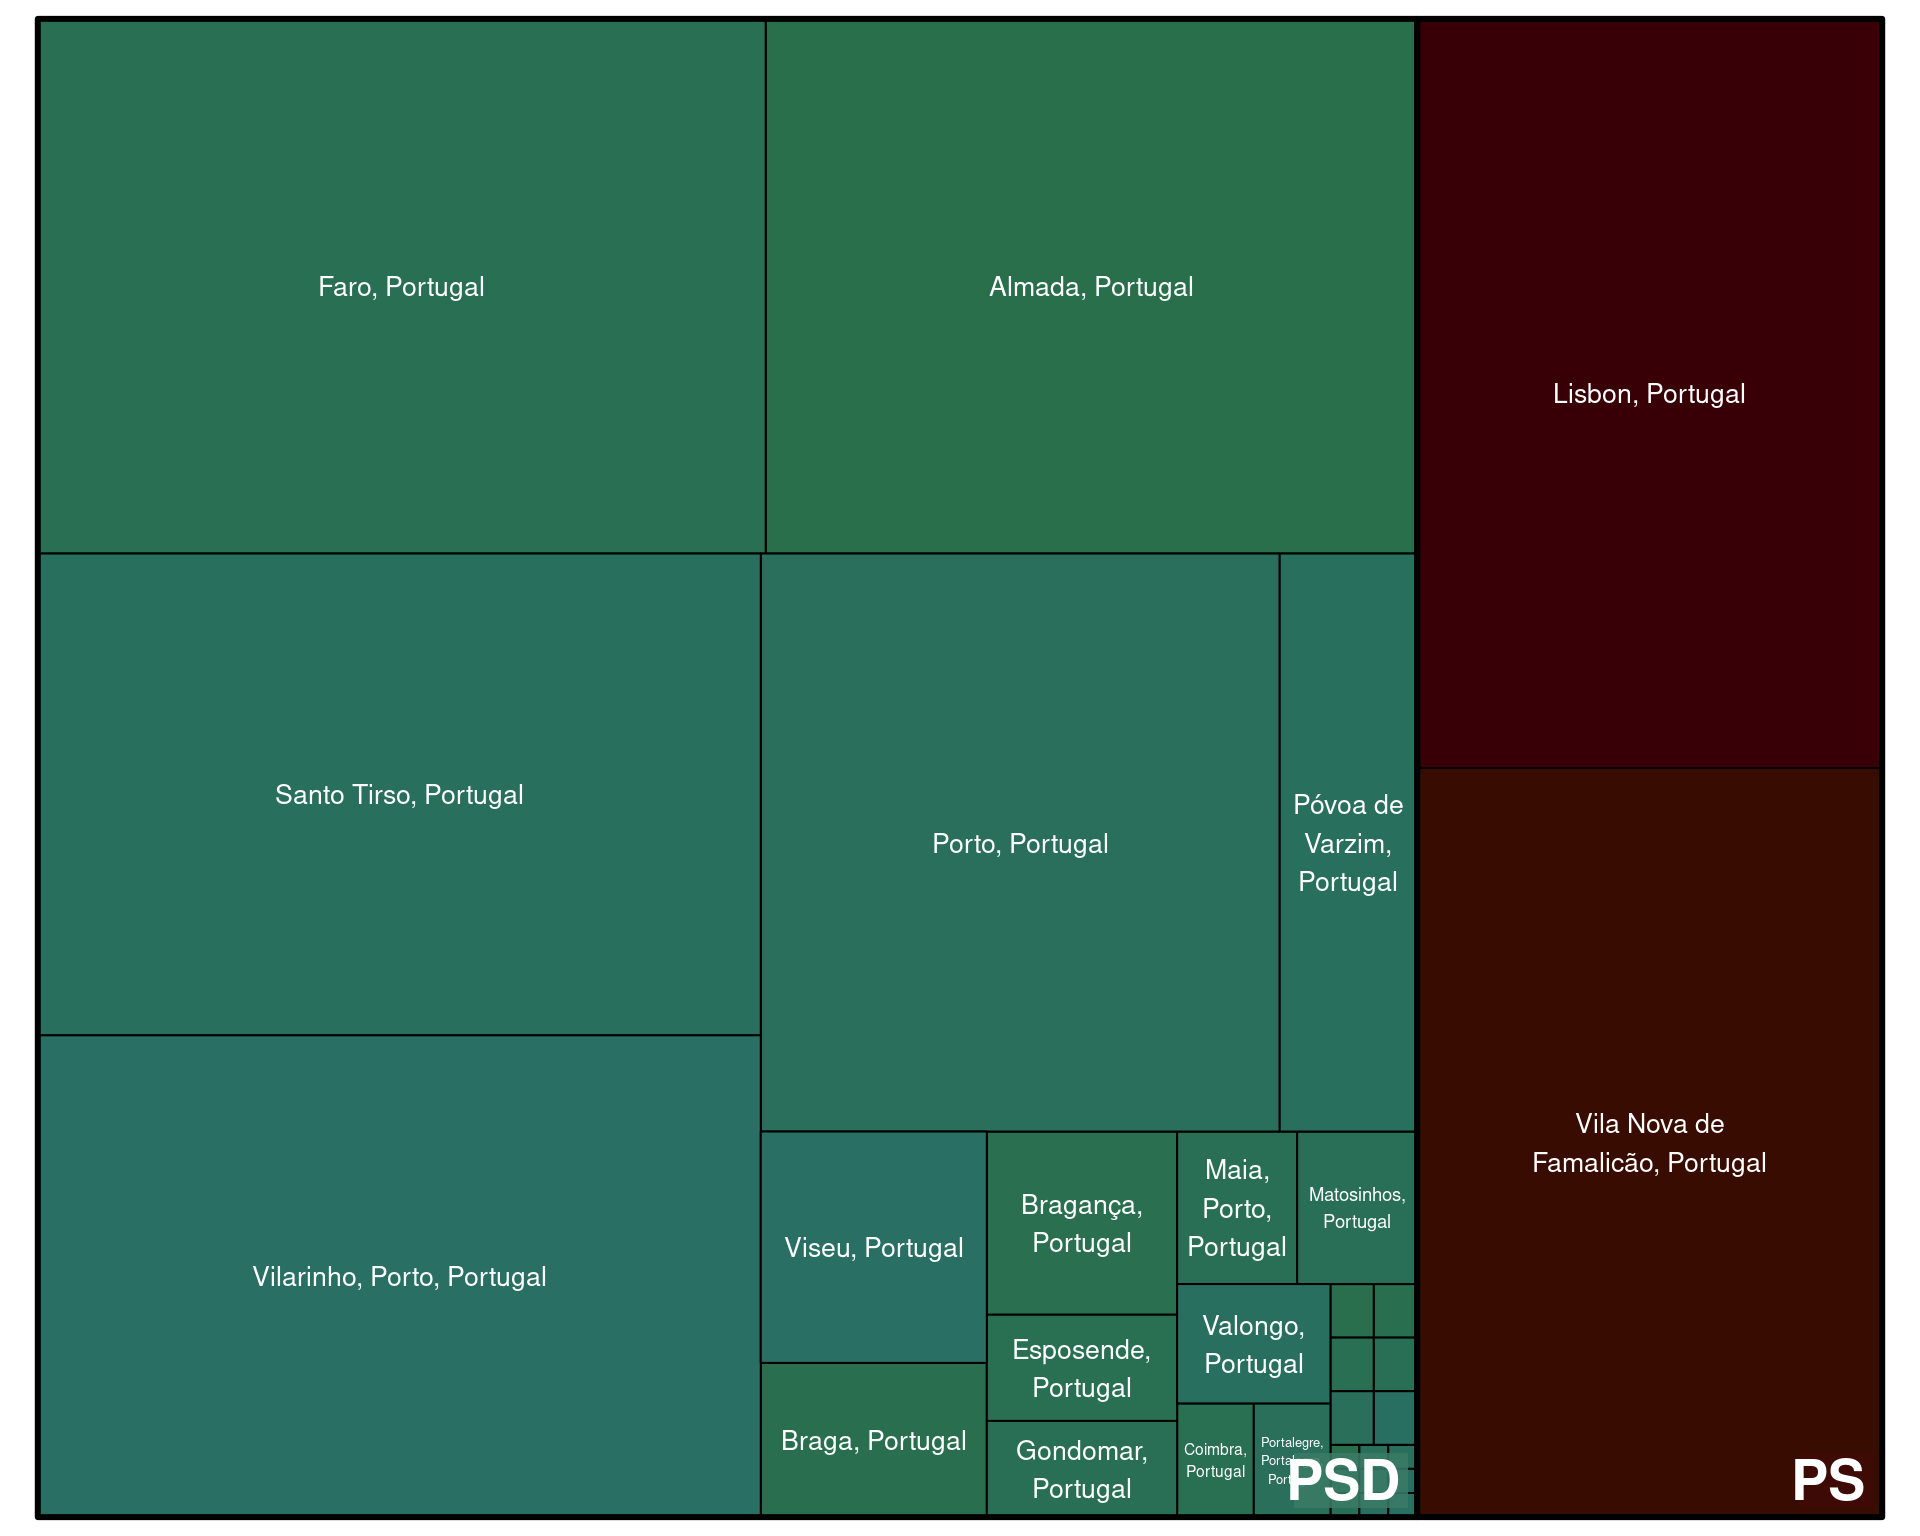 Faro, Portugal
Almada, Portugal
Lisbon, Portugal
Santo Tirso, Portugal
Porto, Portugal
Póvoa de
Varzim,
Portugal
Vila Nova de
Famalicão, Portugal
Vilarinho, Porto, Portugal
Viseu, Portugal
Bragança,
Portugal
Maia,
Porto,
Portugal
Matosinhos,
Portugal
Valongo,
Portugal
Esposende,
Portugal
Braga, Portugal
Gondomar,
Portugal
Coimbra,
Portugal
Portalegre,
PSD
PS